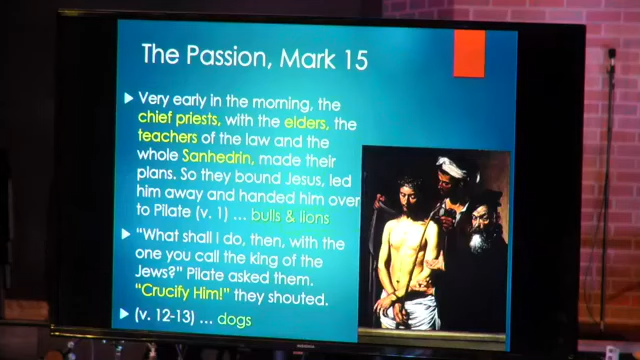 The Passion, Mark 15
Very early in the morning, the
chief priests, with the elders, the
teachers of the law and the
whole Sanhedrin, made their
plans. So they bound Jesus, led
him away and handed him over
to Pilate (v. 1) ... bulls & lions
"What shall I do, then, with the
one you call the king of the
Jews?" Pilate asked them.
"Crucify Him!" they shouted.
(v. 12-13) ... dogs